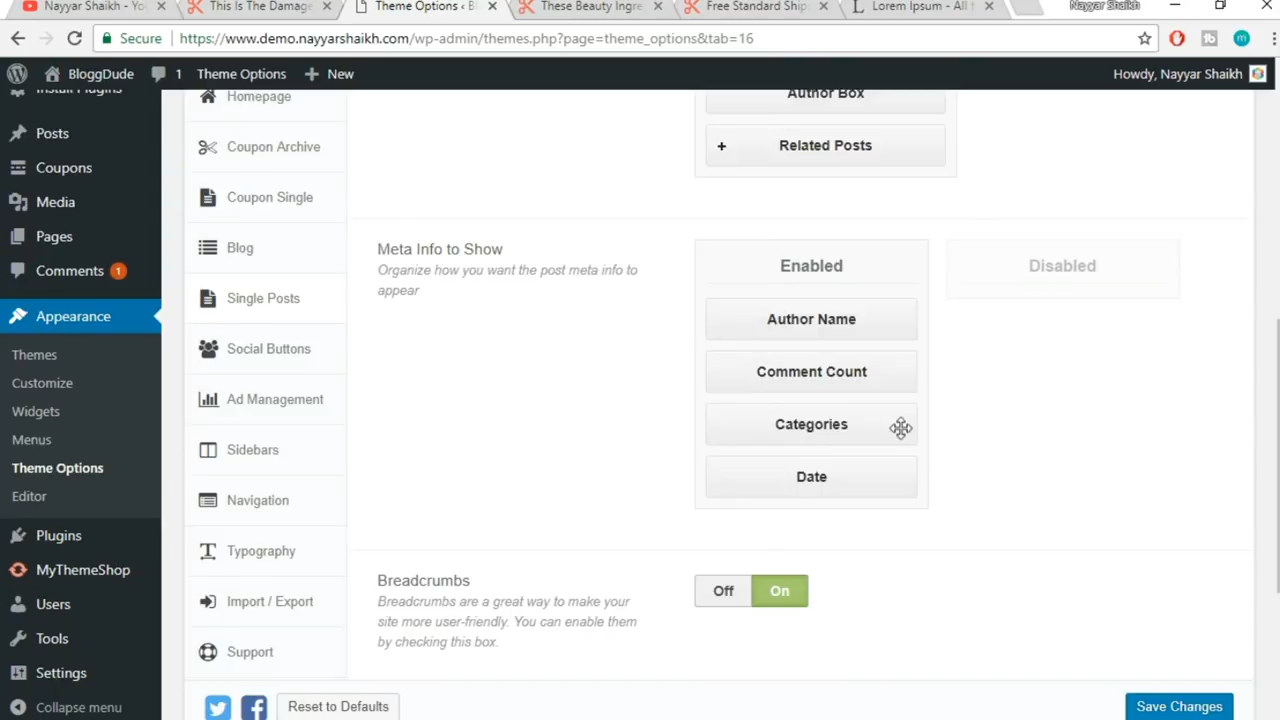 Nayyar Shaikh - Yo
This Is The Damage
Theme Options ‹ Bl
These Beauty Ingre
Free Standard Ship
Lorem Ipsum - All t
Nayyar Shaikh
Secure
https://www.demo.nayyarshaikh.com/wp-admin/themes.php?page=theme_options&tab=16
BloggDude
1
Theme Options
New
Howdy, Nayyar Shaikh
Install Plugins
Posts
Coupons
Media
Pages
Comments 1
Appearance
Themes
Customize
Widgets
Menus
Theme Options
Editor
Plugins
MyThemeShop
Users
Tools
Settings
Collapse menu
Homepage
Coupon Archive
Coupon Single
Blog
Single Posts
Social Buttons
Ad Management
Sidebars
Navigation
Typography
Import / Export
Support
Author Box
+ Related Posts
Meta Info to Show
Organize how you want the post meta info to
appear
Enabled
Author Name
Comment Count
Categories
Date
Disabled
Breadcrumbs
Breadcrumbs are a great way to make your
site more user-friendly. You can enable them
by checking this box.
Off On
Reset to Defaults
Save Changes